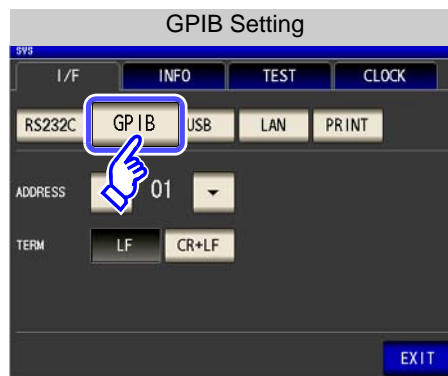 GPIB Setting
SYS
I/F INFO TEST CLOCK
RS232C GPIB USB LAN PRINT
ADDRESS 01
TERM LF CR+LF
EXIT